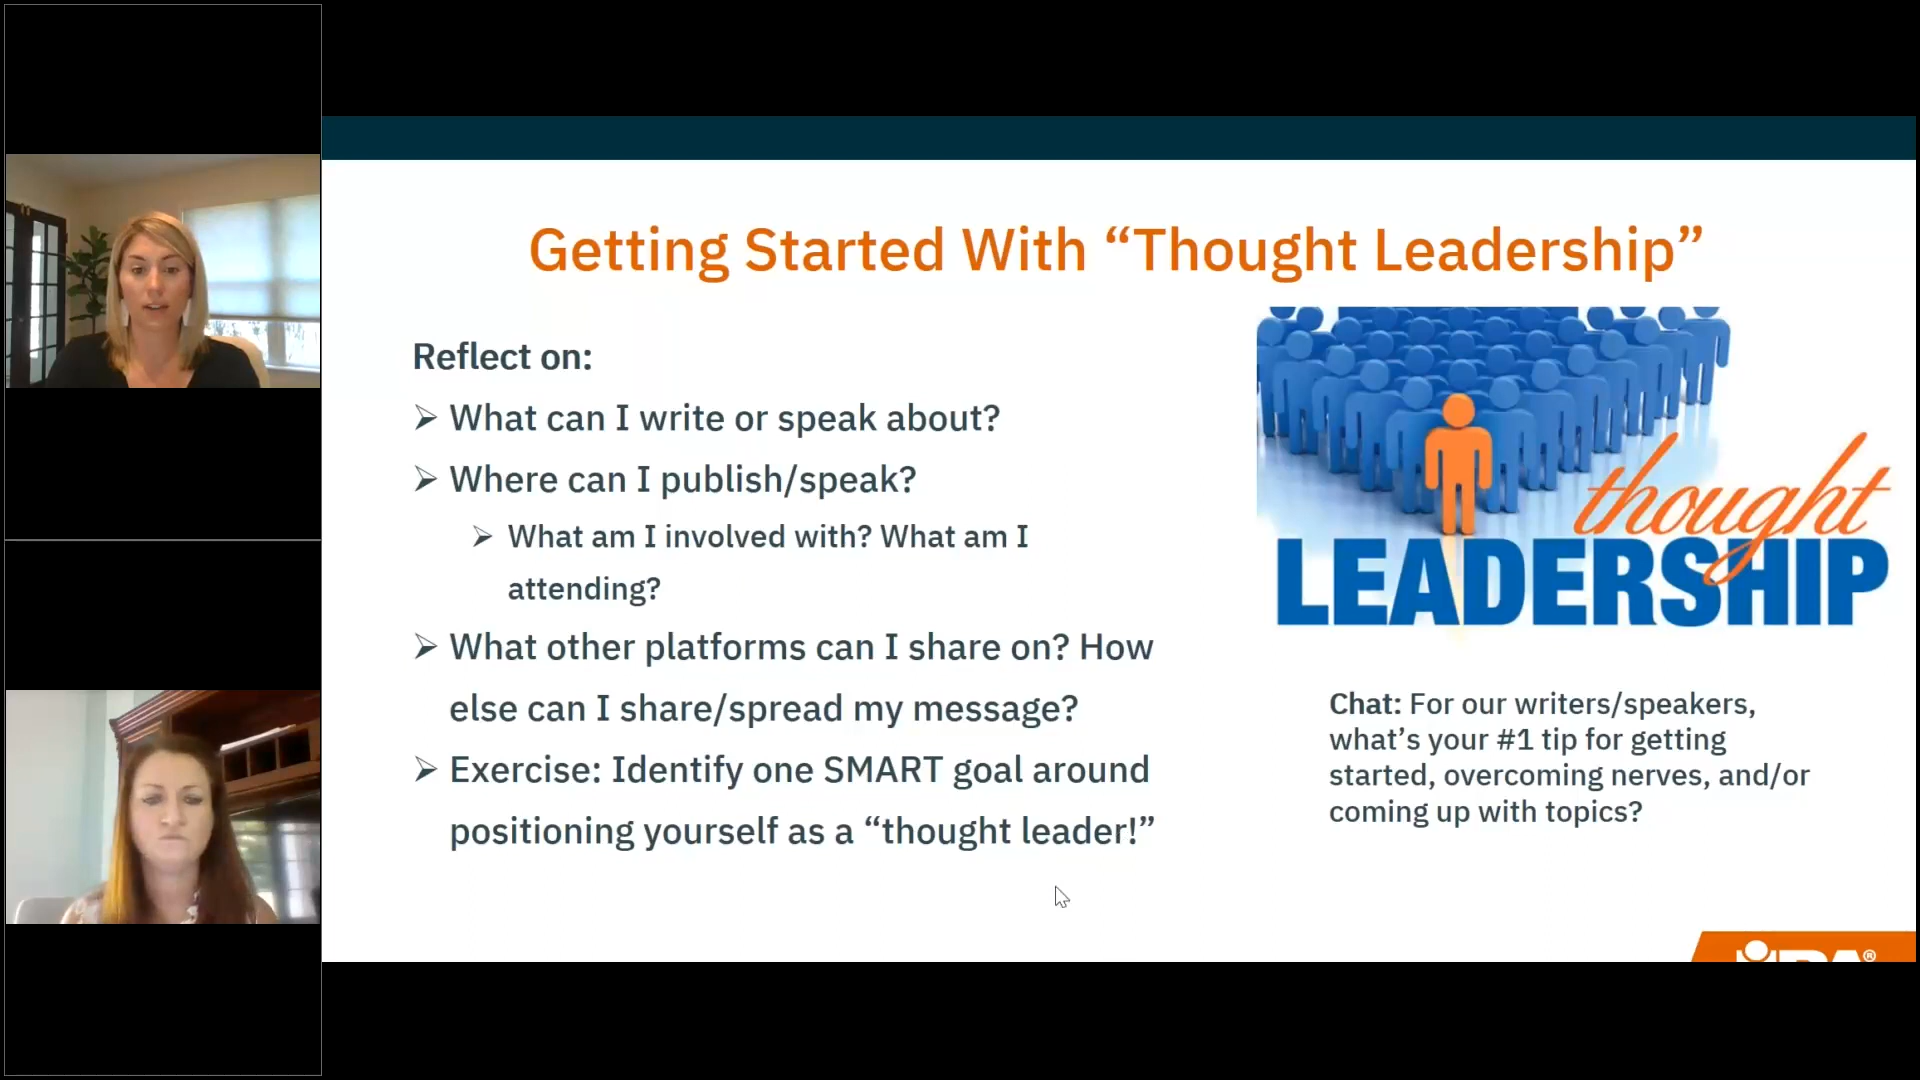 Getting Started With “Thought Leadership”
Reflect on:
What can I write or speak about?
Where can I publish/speak?
What am I involved with? What am I
attending?
What other platforms can I share on? How
else can I share/spread my message?
Exercise: Identify one SMART goal around
positioning yourself as a “thought leader!”
thought
LEADERSHIP
Chat: For our writers/speakers,
what’s your #1 tip for getting
started, overcoming nerves, and/or
coming up with topics?